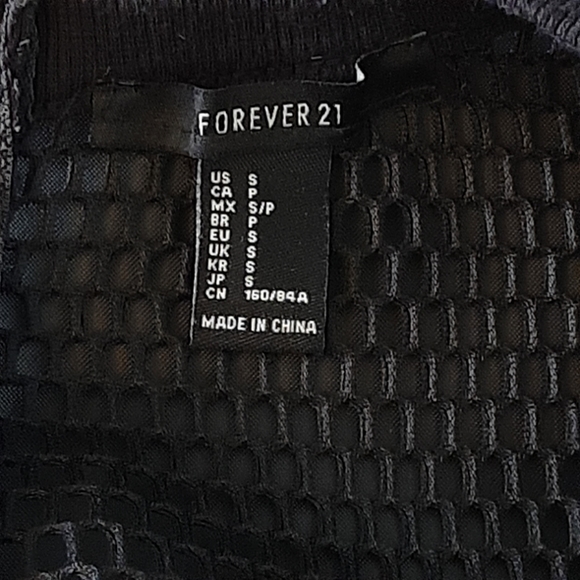 FOREVER 21
US S
CA P
MX S/P
BR P
EU S
UK S
KR S
JP S
CN 160/84A
MADE IN CHINA